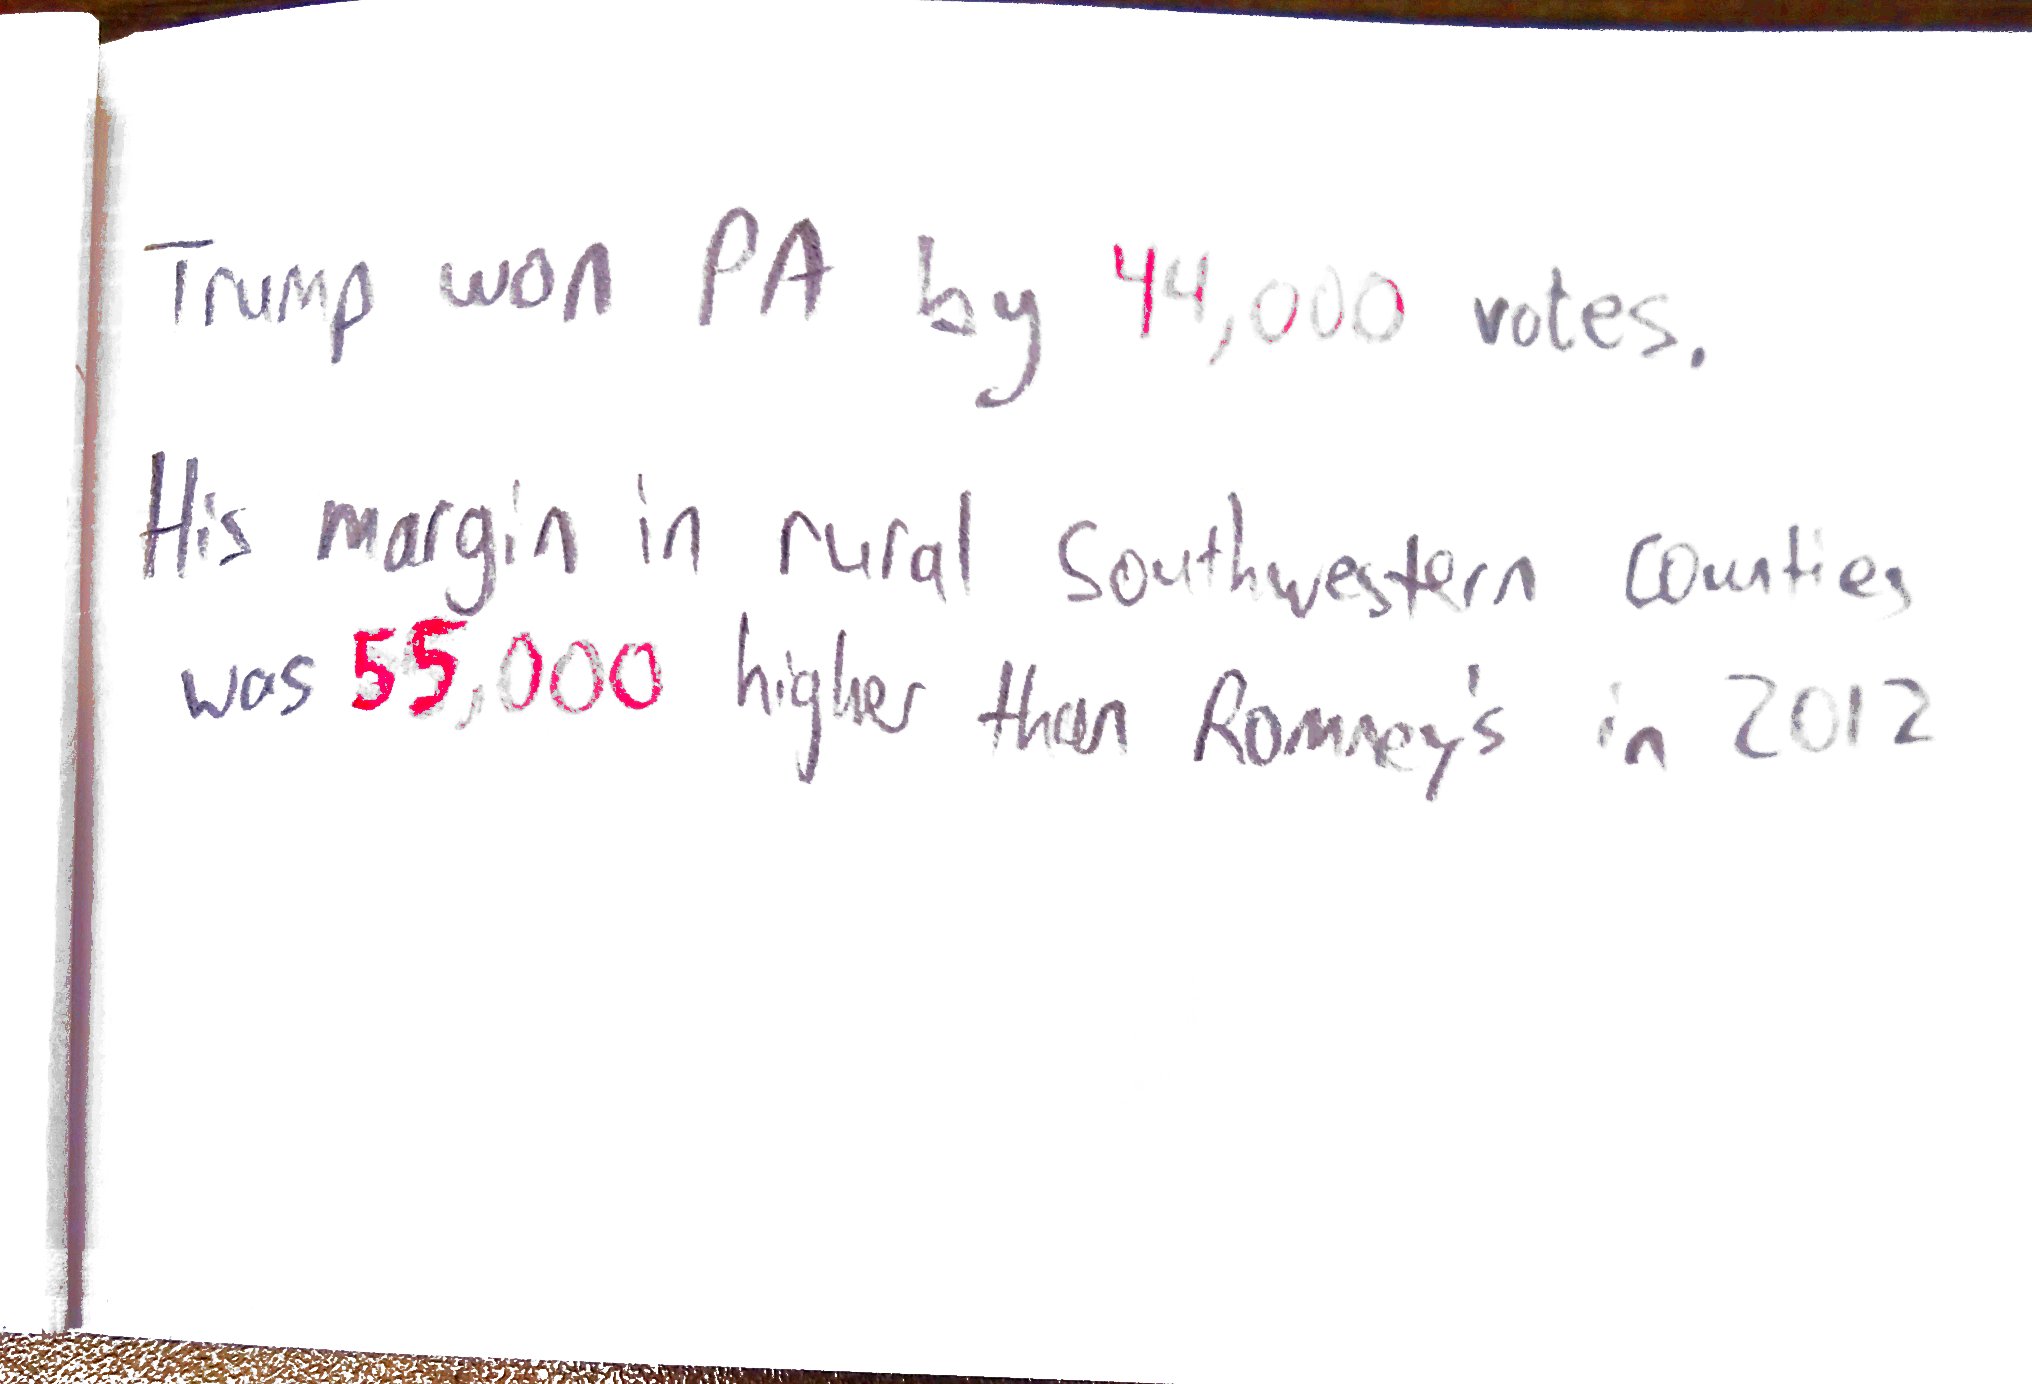 Trump won PA by 44,000 votes.
His margin in rural Southwestern counties
was 55,000 higher than Romney's in 2012